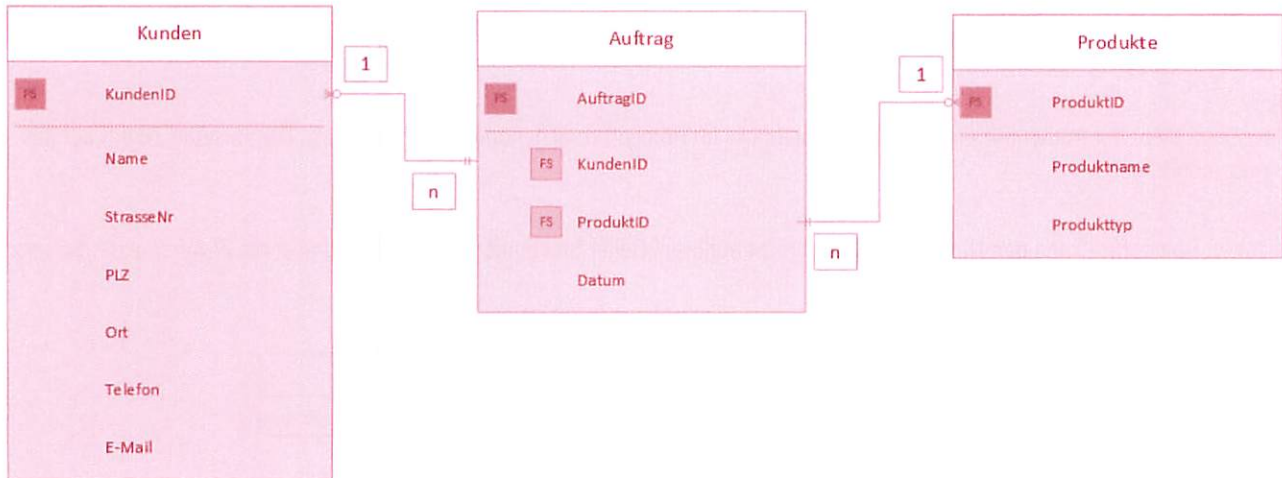 Kunden
PS KundenID
Name
StrasseNr
PLZ
Ort
Telefon
E-Mail
1
n
Auftrag
PS AuftragID
FS KundenID
FS ProduktID
Datum
1
n
Produkte
PS ProduktID
Produktname
Produkttyp